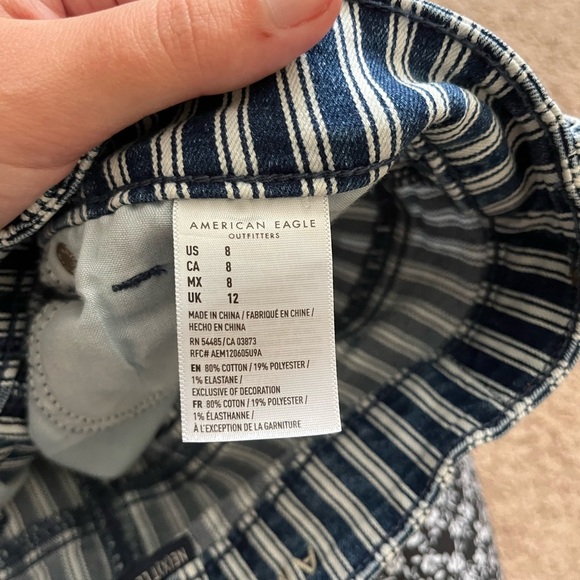 AMERICAN EAGLE
OUTFITTERS
US 8
CA 8
MX 8
UK 12
MADE IN CHINA / FABRIQUÉ EN CHINE /
HECHO EN CHINA
RN 54485 / CA 03873
RFC# AEM120605U9A
EN 80% COTTON / 19% POLYESTER /
1% ELASTANE /
EXCLUSIVE OF DECORATION
FR 80% COTON / 19% POLYESTER /
1% ÉLASTHANNE /
À L'EXCEPTION DE LA GARNITURE